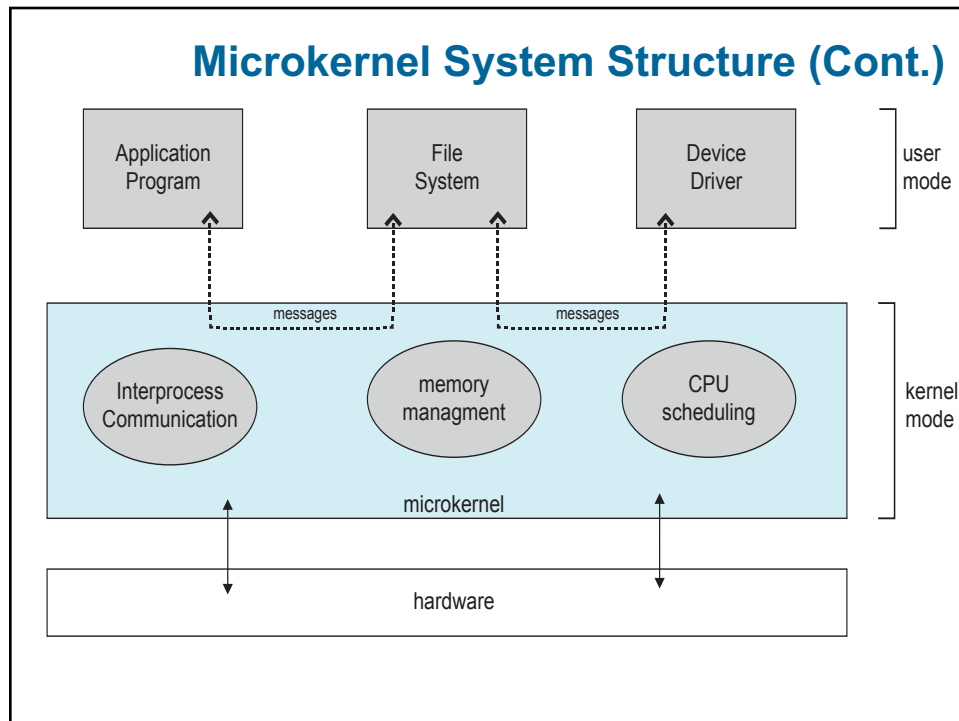 Microkernel System Structure (Cont.)
Application
Program
File
System
Device
Driver
user
mode
messages
messages
Interprocess
Communication
memory
managment
CPU
scheduling
kernel
mode
microkernel
hardware